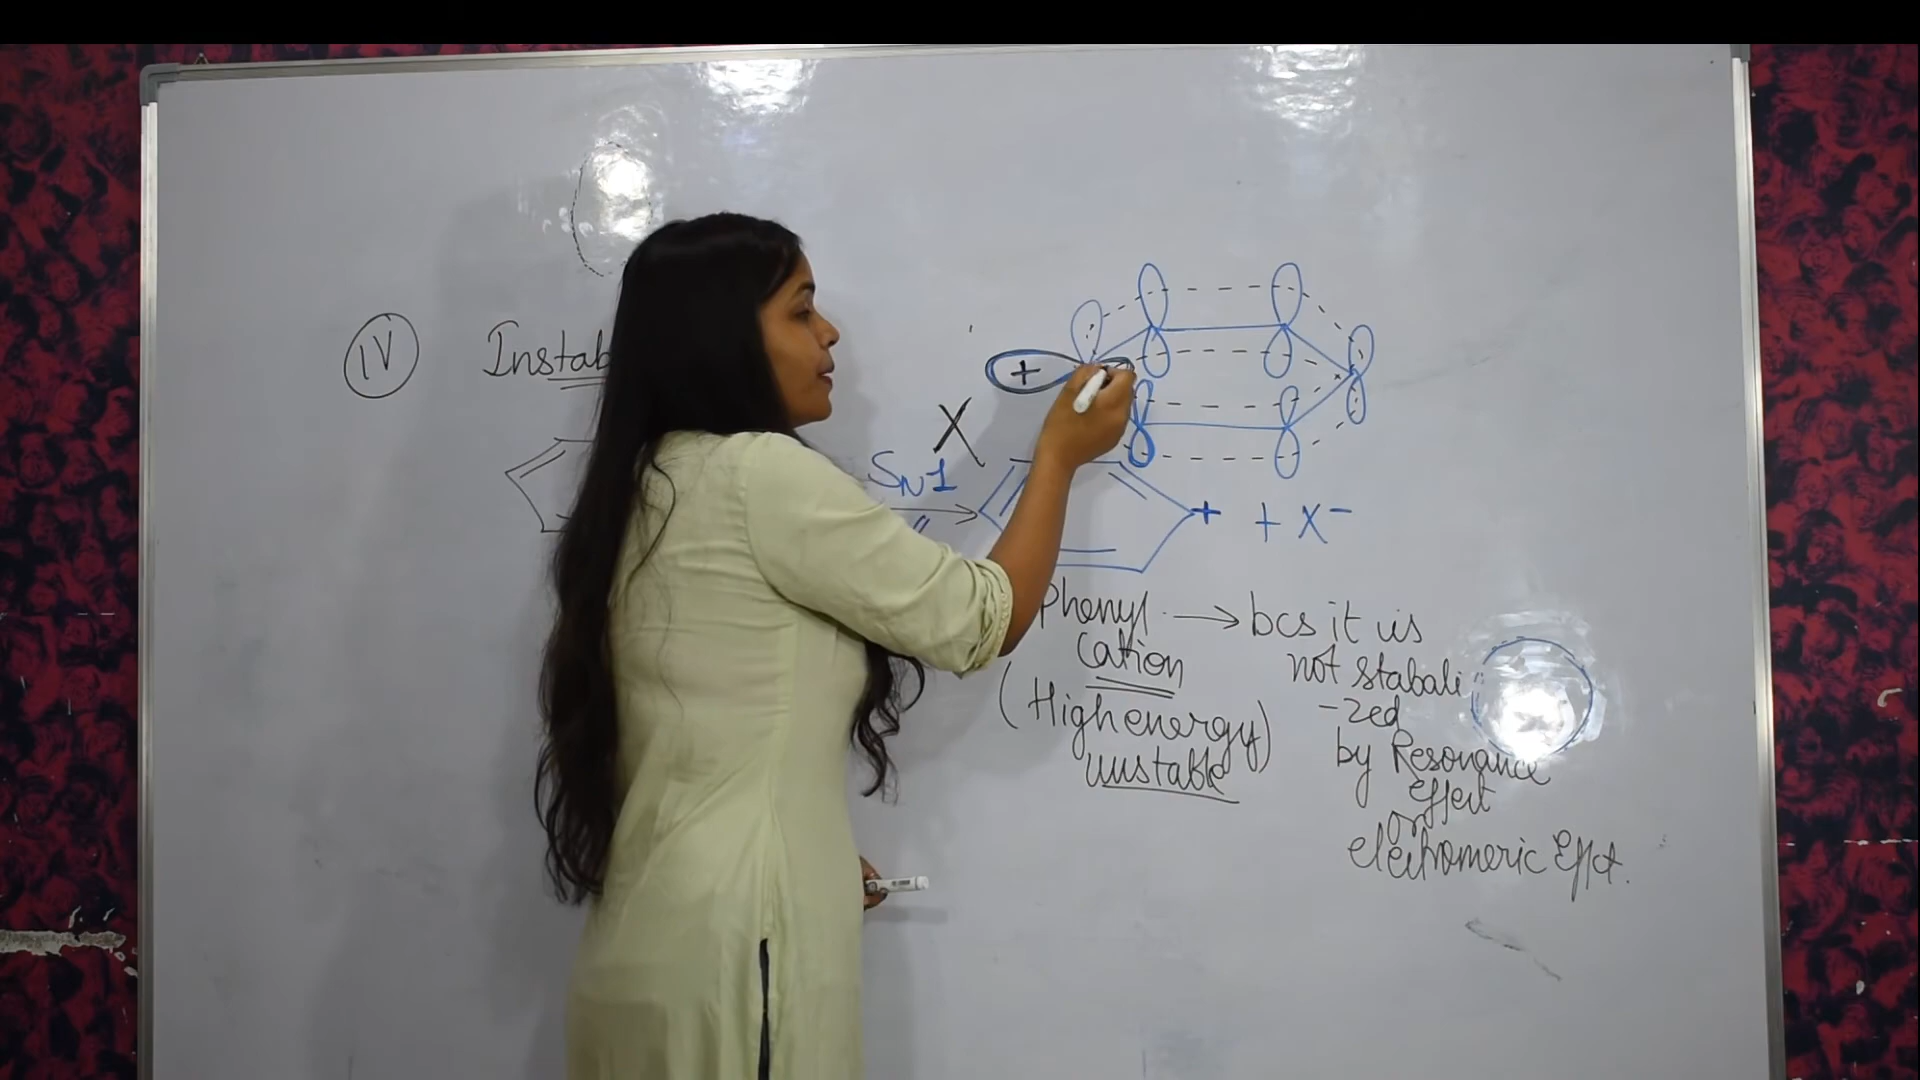 IV Instab
+
X
SN1
+ + X-
Phenyl → bcs it is
Cation not stabali
-zed
(High energy) by Resonance
unstable Effect
or
electromeric Effct.